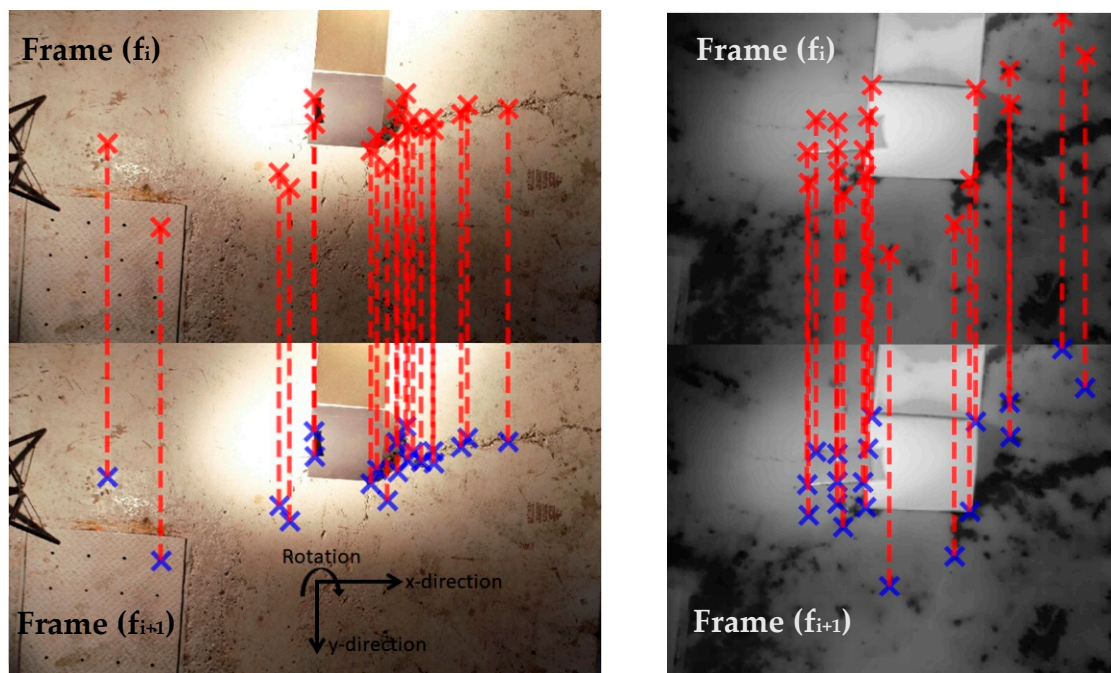 Frame (fi)
Frame (fi)
Rotation
x-direction
y-direction
Frame (fi+1)
Frame (fi+1)